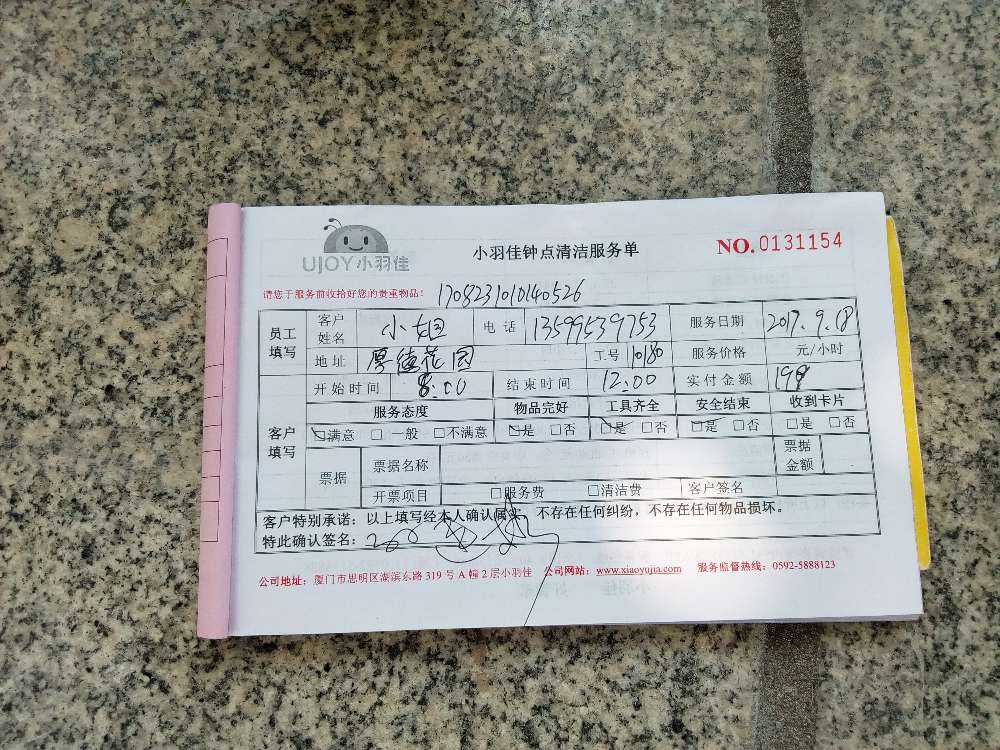 UJOY小羽佳 小羽佳钟点清洁服务单 NO.0131154
请您于服务前收拾好您的贵重物品! 1708231010140526
员工填写 客户姓名 小姐 电话 13599539753 服务日期 2017.9.18
地址 厚德花园 工号 10180 服务价格 元/小时
开始时间 8:00 结束时间 12:00 实付金额 198
客户填写 服务态度 物品完好 工具齐全 安全结束 收到卡片
☑满意 □一般 □不满意 ☑是 □否 ☑是 □否 ☑是 □否 □是 □否
票据 票据名称 票据金额
开票项目 □服务费 □清洁费 客户签名
客户特别承诺：以上填写经本人确认属实，不存在任何纠纷，不存在任何物品损坏。
特此确认签名：
公司地址：厦门市思明区湖滨东路319号A幢2层小羽佳 公司网站：www.xiaoyujia.com 服务监督热线：0592-5888123